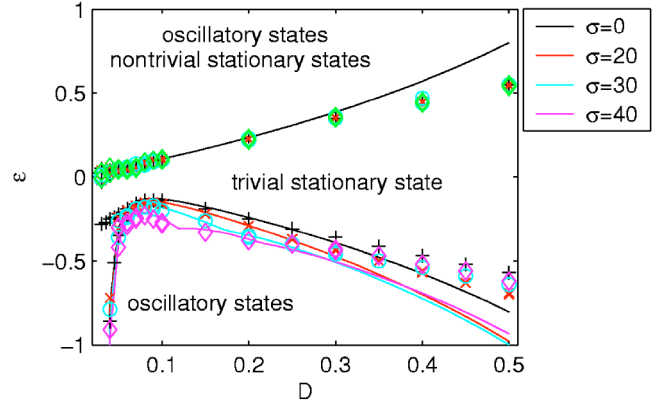 oscillatory states
nontrivial stationary states
trivial stationary state
oscillatory states
ε
1
0.5
0
-0.5
-1
0.1
0.2
0.3
0.4
0.5
D
σ=0
σ=20
σ=30
σ=40